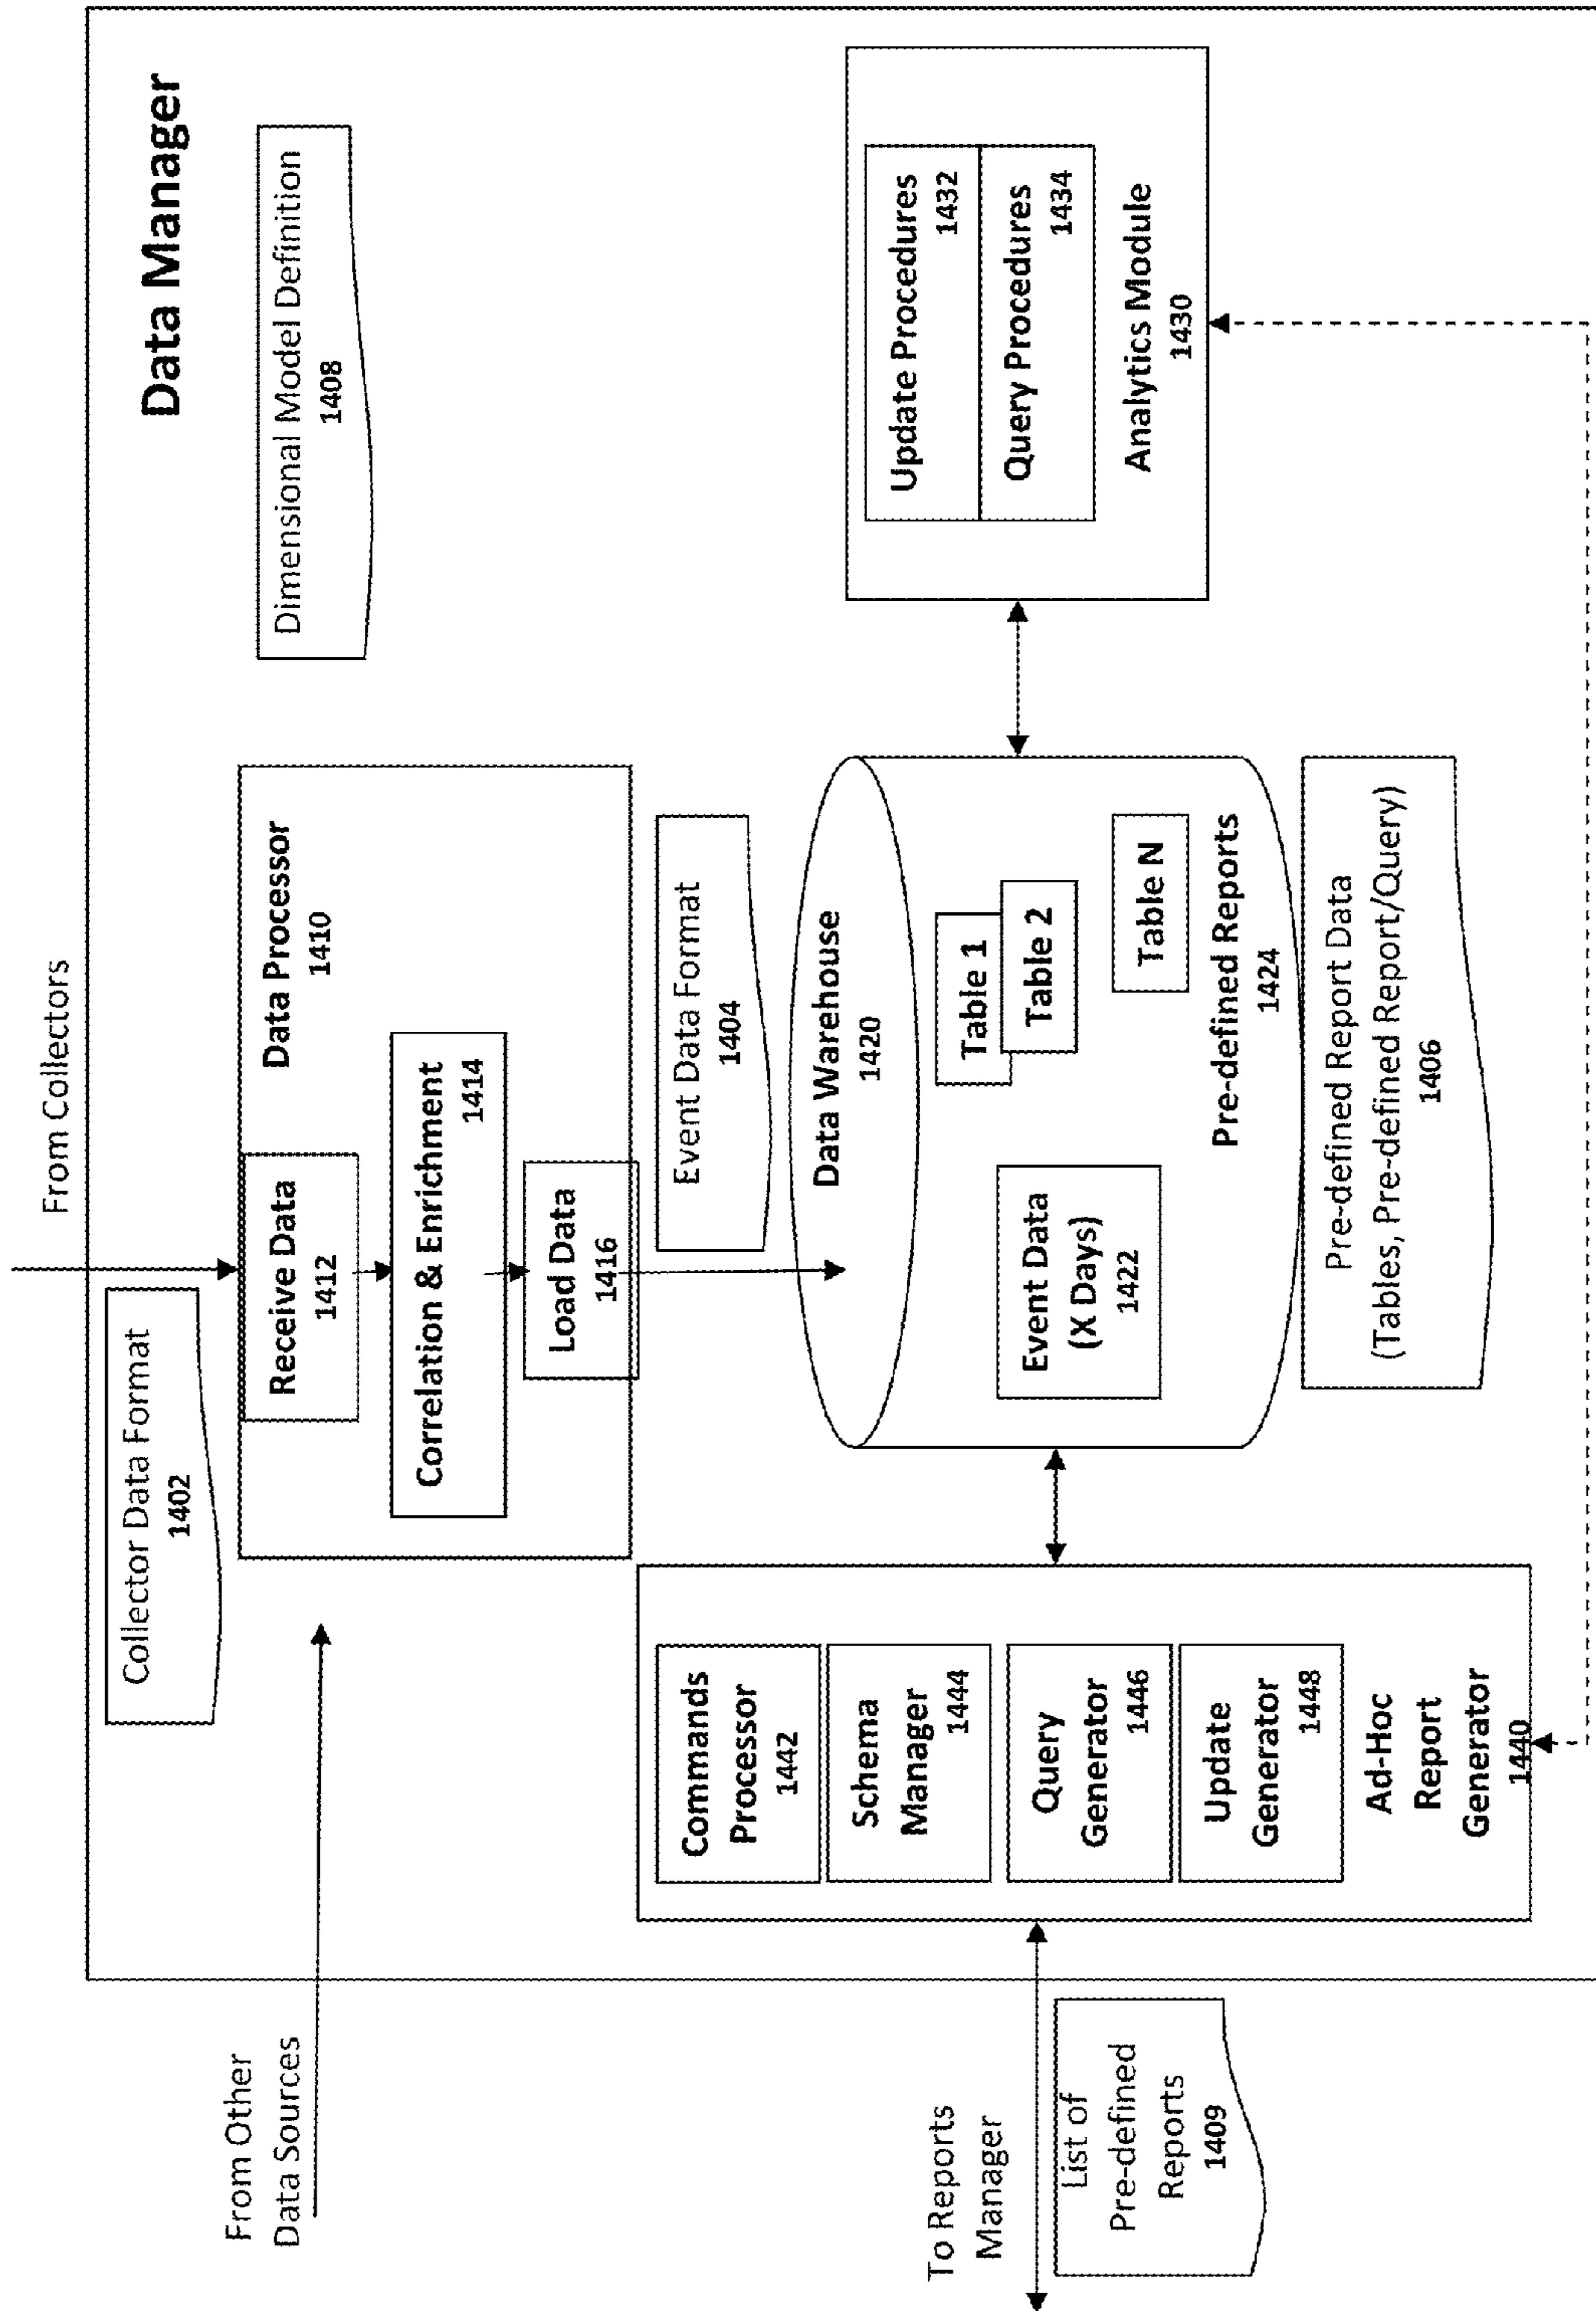 From Collectors
Data Manager
Collector Data Format
1402
Dimensional Model Definition
1408
From Other
Data Sources
Data Processor
1410
Receive Data
1412
Correlation & Enrichment
1414
Load Data
1416
Event Data Format
1404
Commands
Processor
1442
Schema
Manager
1444
Query
Generator
1446
Update
Generator
1448
Ad-Hoc
Report
Generator
1440
Data Warehouse
1420
Event Data
(X Days)
1422
Table 1
Table 2
Table N
Pre-defined Reports
1424
Update Procedures
1432
Query Procedures
1434
Analytics Module
1430
To Reports
Manager
List of
Pre-defined
Reports
1409
Pre-defined Report Data
(Tables, Pre-defined Report/Query)
1406